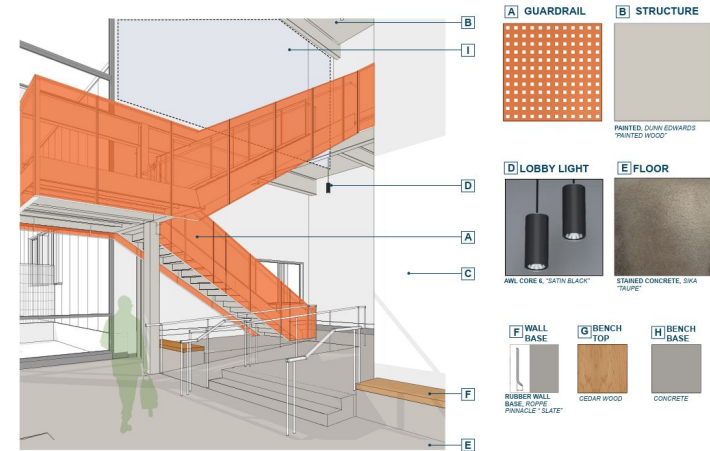 B
I
D
A
C
F
E
A GUARDRAIL
B STRUCTURE
PAINTED, DUNN EDWARDS
"PAINTED WOOD"
D LOBBY LIGHT
E FLOOR
AWL CORE 6, "SATIN BLACK"
STAINED CONCRETE, SIKA
"TAUPE"
F WALL
BASE
G BENCH
TOP
H BENCH
BASE
RUBBER WALL
BASE, ROPPE
PINNACLE " SLATE"
CEDAR WOOD
CONCRETE